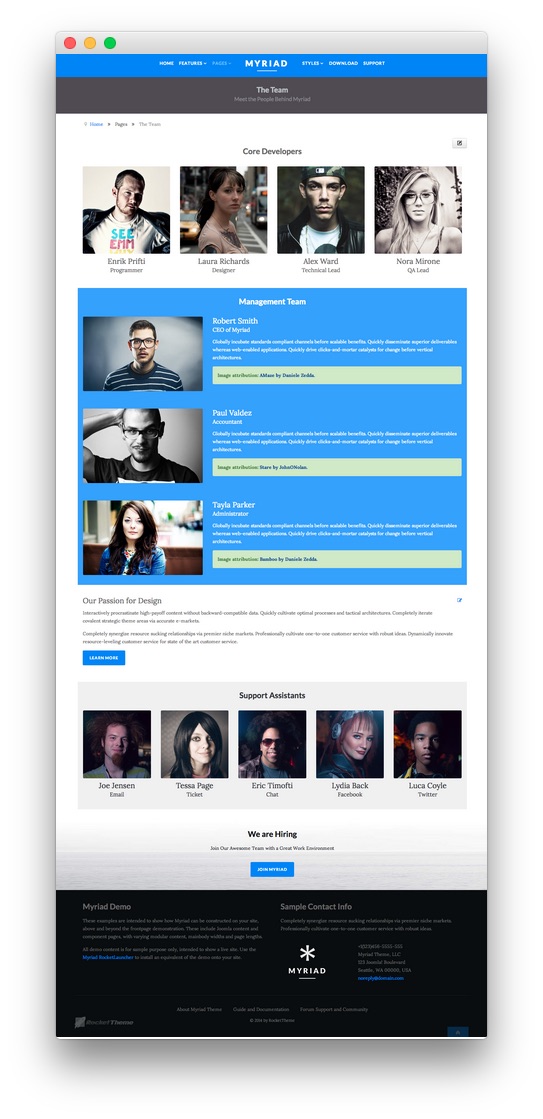 HOME FEATURES PAGES MYRIAD STYLES DOWNLOAD SUPPORT
The Team
Meet the People Behind Myriad
Home Pages The Team
Core Developers
SEE
EMM
Enrik Prifti Laura Richards Alex Ward Nora Mirone
Programmer Designer Technical Lead QA Lead
Management Team
Robert Smith
CEO of Myriad
Globally incubate standards compliant channels before scalable benefits. Quickly disseminate superior deliverables
whereas web-enabled applications. Quickly drive clicks-and-mortar catalysts for change before vertical
architectures.
Image attribution: AMaze by Daniele Zedda.
Paul Valdez
Accountant
Globally incubate standards compliant channels before scalable benefits. Quickly disseminate superior deliverables
whereas web-enabled applications. Quickly drive clicks-and-mortar catalysts for change before vertical
architectures.
Image attribution: Stare by JohnONolan.
Tayla Parker
Administrator
Globally incubate standards compliant channels before scalable benefits. Quickly disseminate superior deliverables
whereas web-enabled applications. Quickly drive clicks-and-mortar catalysts for change before vertical
architectures.
Image attribution: Bamboo by Daniele Zedda.
Our Passion for Design
Interactively procrastinate high-payoff content without backward-compatible data. Quickly cultivate optimal processes and tactical architectures. Completely iterate
covalent strategic theme areas via accurate e-markets.
Completely synergize resource sucking relationships via premier niche markets. Professionally cultivate one-to-one customer service with robust ideas. Dynamically innovate
resource-leveling customer service for state of the art customer service.
LEARN MORE
Support Assistants
Joe Jensen Tessa Page Eric Timofti Lydia Back Luca Coyle
Email Ticket Chat Facebook Twitter
We are Hiring
Join Our Awesome Team with a Great Work Environment
JOIN MYRIAD
Myriad Demo Sample Contact Info
These examples are intended to show how Myriad can be constructed on your site,
above and beyond the frontpage demonstration. These include Joomla content and
component pages, with varying modular content, mainbody widths and page lengths.
All demo content is for sample purposes only, intended to show a live site. Use the
Myriad RocketLauncher to install an equivalent of the demo onto your site.
Completely synergize resource sucking relationships via premier niche markets.
Professionally cultivate one-to-one customer service with robust ideas.
MYRIAD
+1(123)456-5555-555
Myriad Theme, LLC
123 Joomla! Boulevard
Seattle, WA 00000, USA
noreply@domain.com
About Myriad Theme Guide and Documentation Forum Support and Community
RocketTheme
© 2014 by RocketTheme